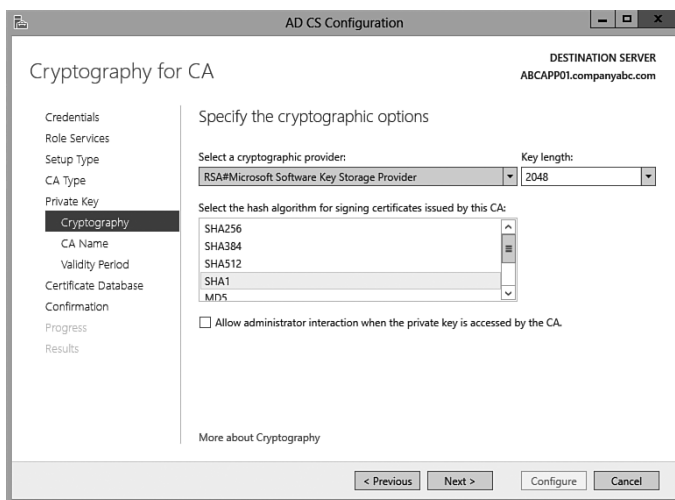 AD CS Configuration
Cryptography for CA
DESTINATION SERVER
ABCAPP01.companyabc.com
Credentials
Role Services
Setup Type
CA Type
Private Key
Cryptography
CA Name
Validity Period
Certificate Database
Confirmation
Progress
Results
Specify the cryptographic options
Select a cryptographic provider:
Key length:
RSA#Microsoft Software Key Storage Provider
2048
Select the hash algorithm for signing certificates issued by this CA:
SHA256
SHA384
SHA512
SHA1
MD5
Allow administrator interaction when the private key is accessed by the CA.
More about Cryptography
< Previous
Next >
Configure
Cancel